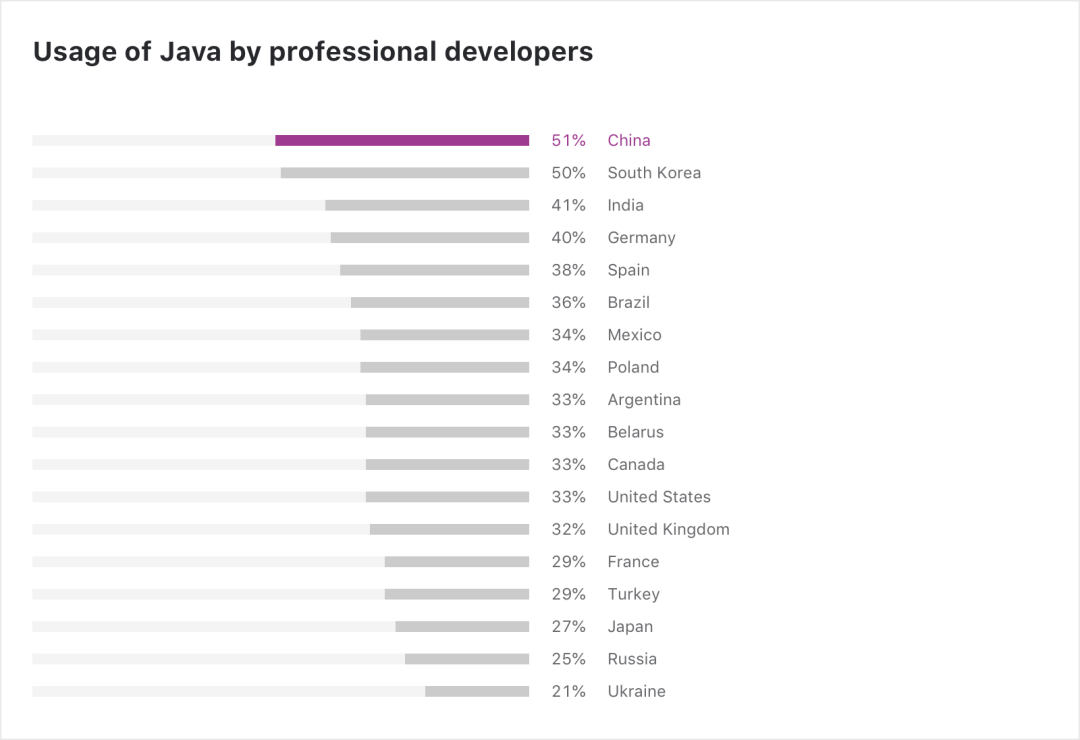 Usage of Java by professional developers
51% China
50% South Korea
41% India
40% Germany
38% Spain
36% Brazil
34% Mexico
34% Poland
33% Argentina
33% Belarus
33% Canada
33% United States
32% United Kingdom
29% France
29% Turkey
27% Japan
25% Russia
21% Ukraine